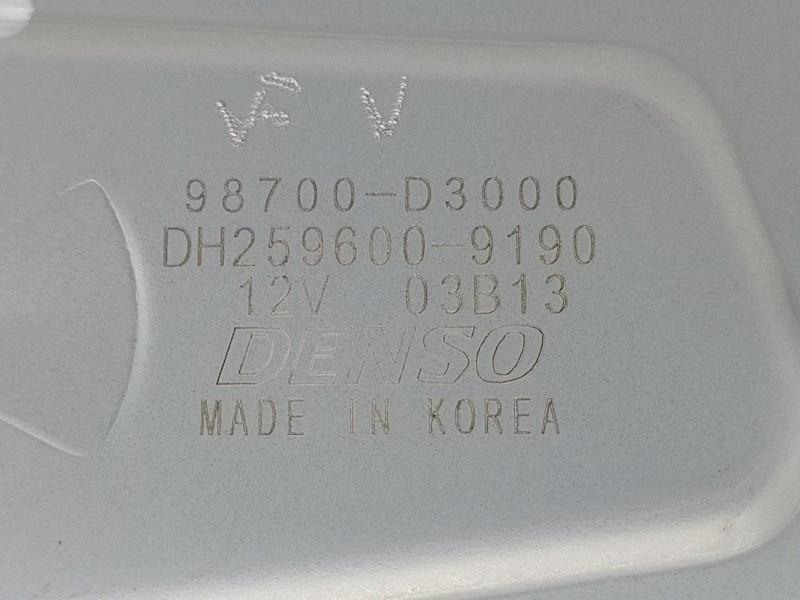 98700-D3000
DH259600-9190
12V 03B13
DENSO
MADE IN KOREA